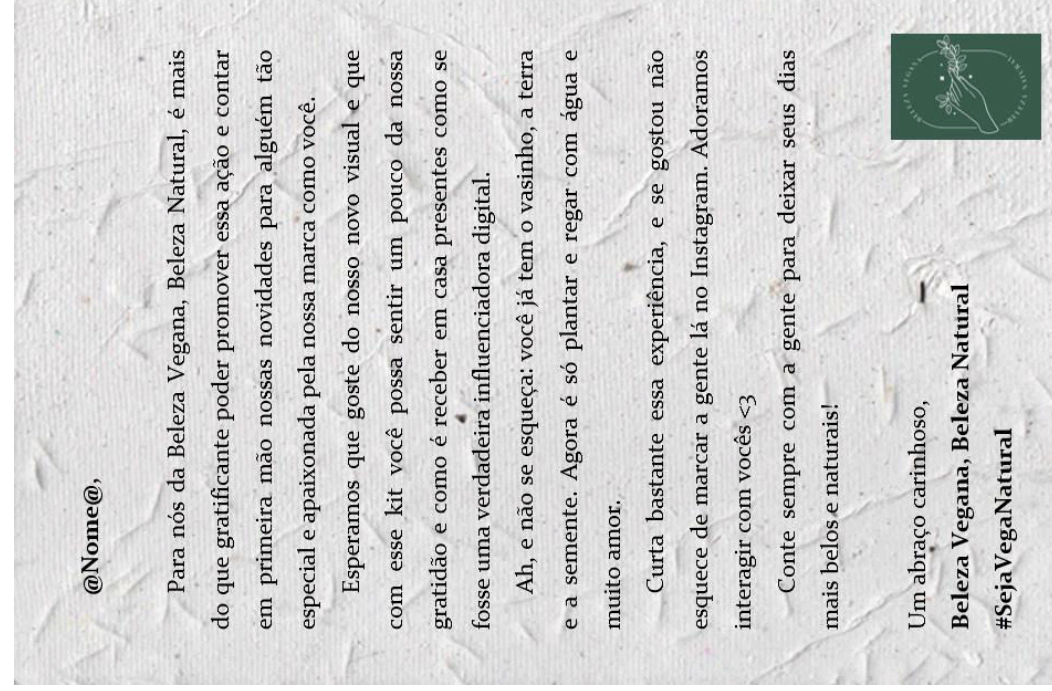 @Nome@,
Para nós da Beleza Vegana, Beleza Natural, é mais
do que gratificante poder promover essa ação e contar
em primeira mão nossas novidades para alguém tão
especial e apaixonada pela nossa marca como você.
Esperamos que goste do nosso novo visual e que
com esse kit você possa sentir um pouco da nossa
gratidão e como é receber em casa presentes como se
fosse uma verdadeira influenciadora digital.
Ah, e não se esqueça: você já tem o vasinho, a terra
e a semente. Agora é só plantar e regar com água e
muito amor.
Curta bastante essa experiência, e se gostou não
esquece de marcar a gente lá no Instagram. Adoramos
interagir com vocês <3
Conte sempre com a gente para deixar seus dias
mais belos e naturais!
Um abraço carinhoso,
Beleza Vegana, Beleza Natural
#SejaVegaNatural